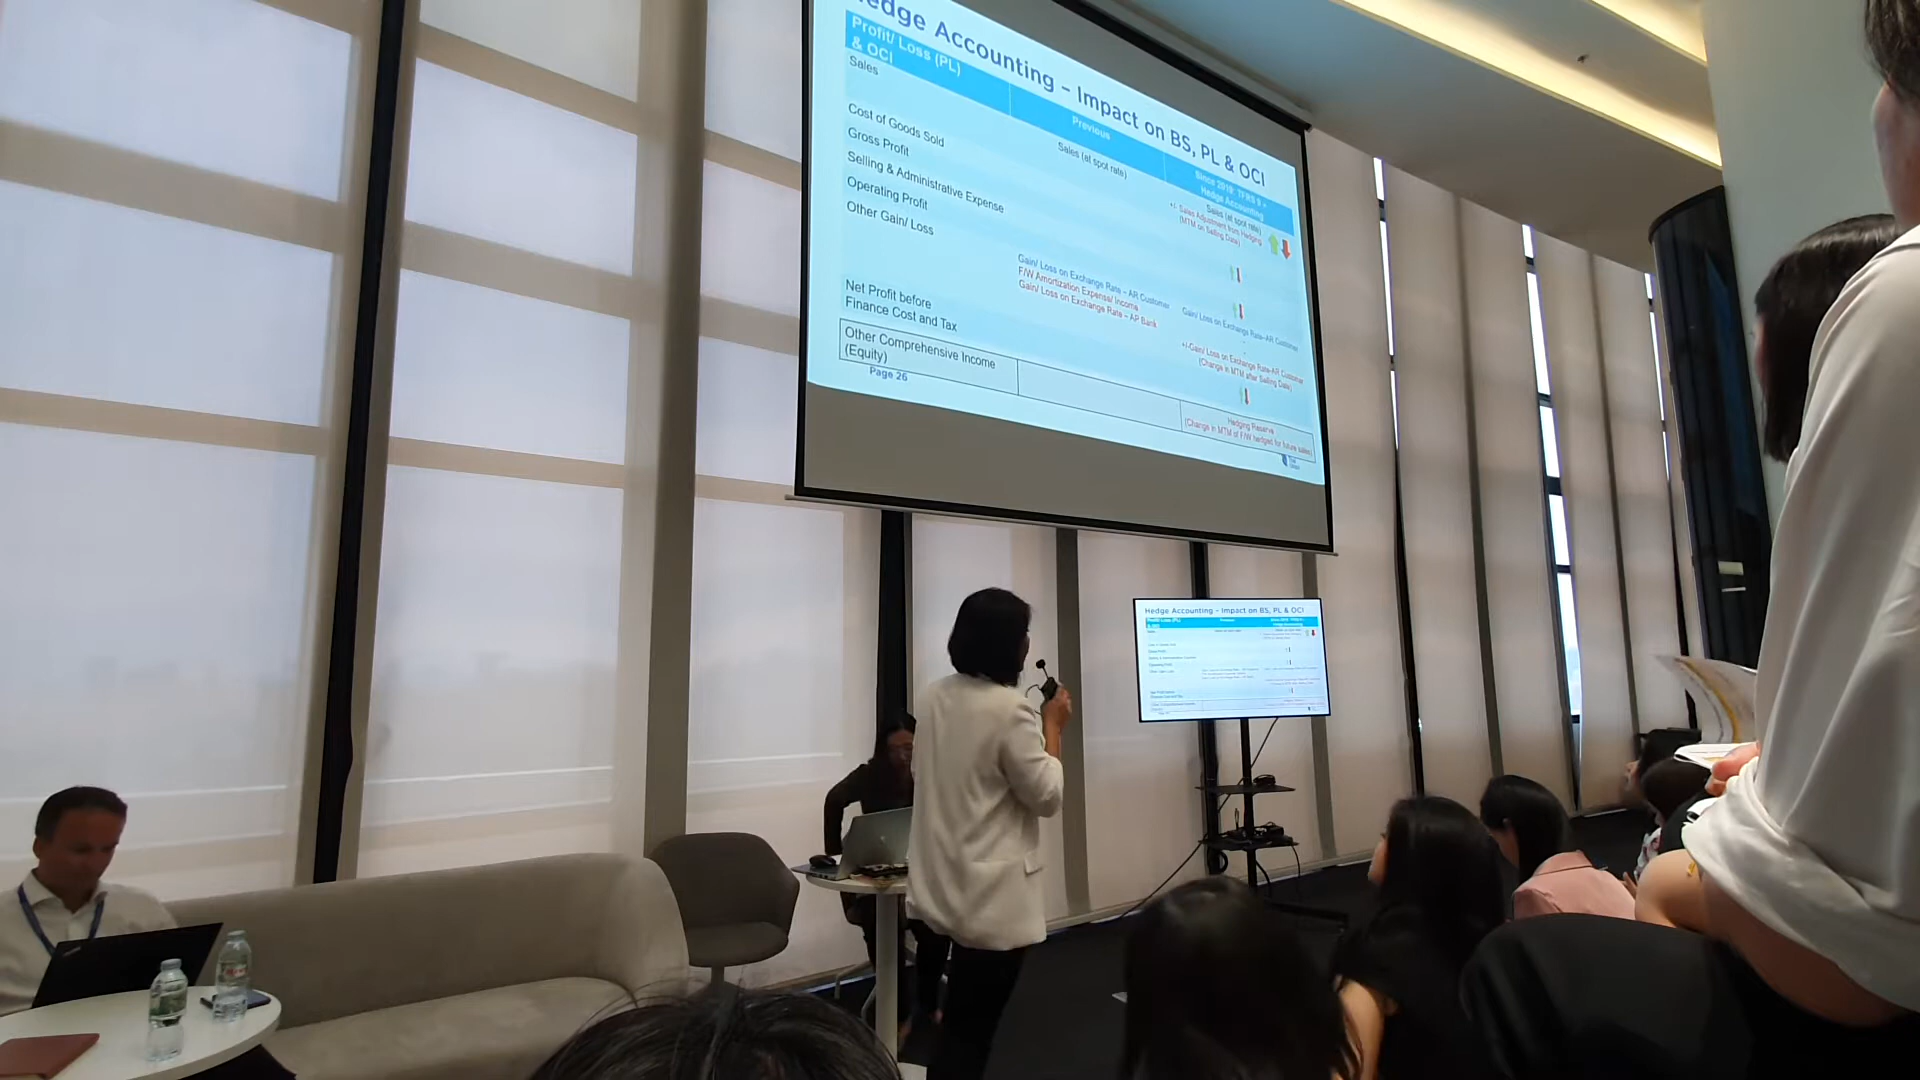 Hedge Accounting – Impact on BS, PL & OCI
Profit/ Loss (PL)
& OCI
Previous
Since 2019: TFRS 9 -
Hedge Accounting
Sales
Sales (at spot rate)
Sales (at spot rate)
+/- Sales Adjustment from Hedging
(MTM on Selling Date)
Cost of Goods Sold
Gross Profit
Selling & Administrative Expense
Operating Profit
Other Gain/ Loss
Gain/ Loss on Exchange Rate – AR Customer
F/W Amortization Expense/ Income
Gain/ Loss on Exchange Rate – AP Bank
Gain/ Loss on Exchange Rate–AR Customer
+/-Gain/ Loss on Exchange Rate-AR Customer
(Change in MTM after Selling Date)
Net Profit before
Finance Cost and Tax
Other Comprehensive Income
(Equity)
Hedging Reserve
(Change in MTM of F/W hedged for future sales)
Page 26
Hedge Accounting – Impact on BS, PL & OCI
Profit/ Loss (PL)
& OCI
Previous